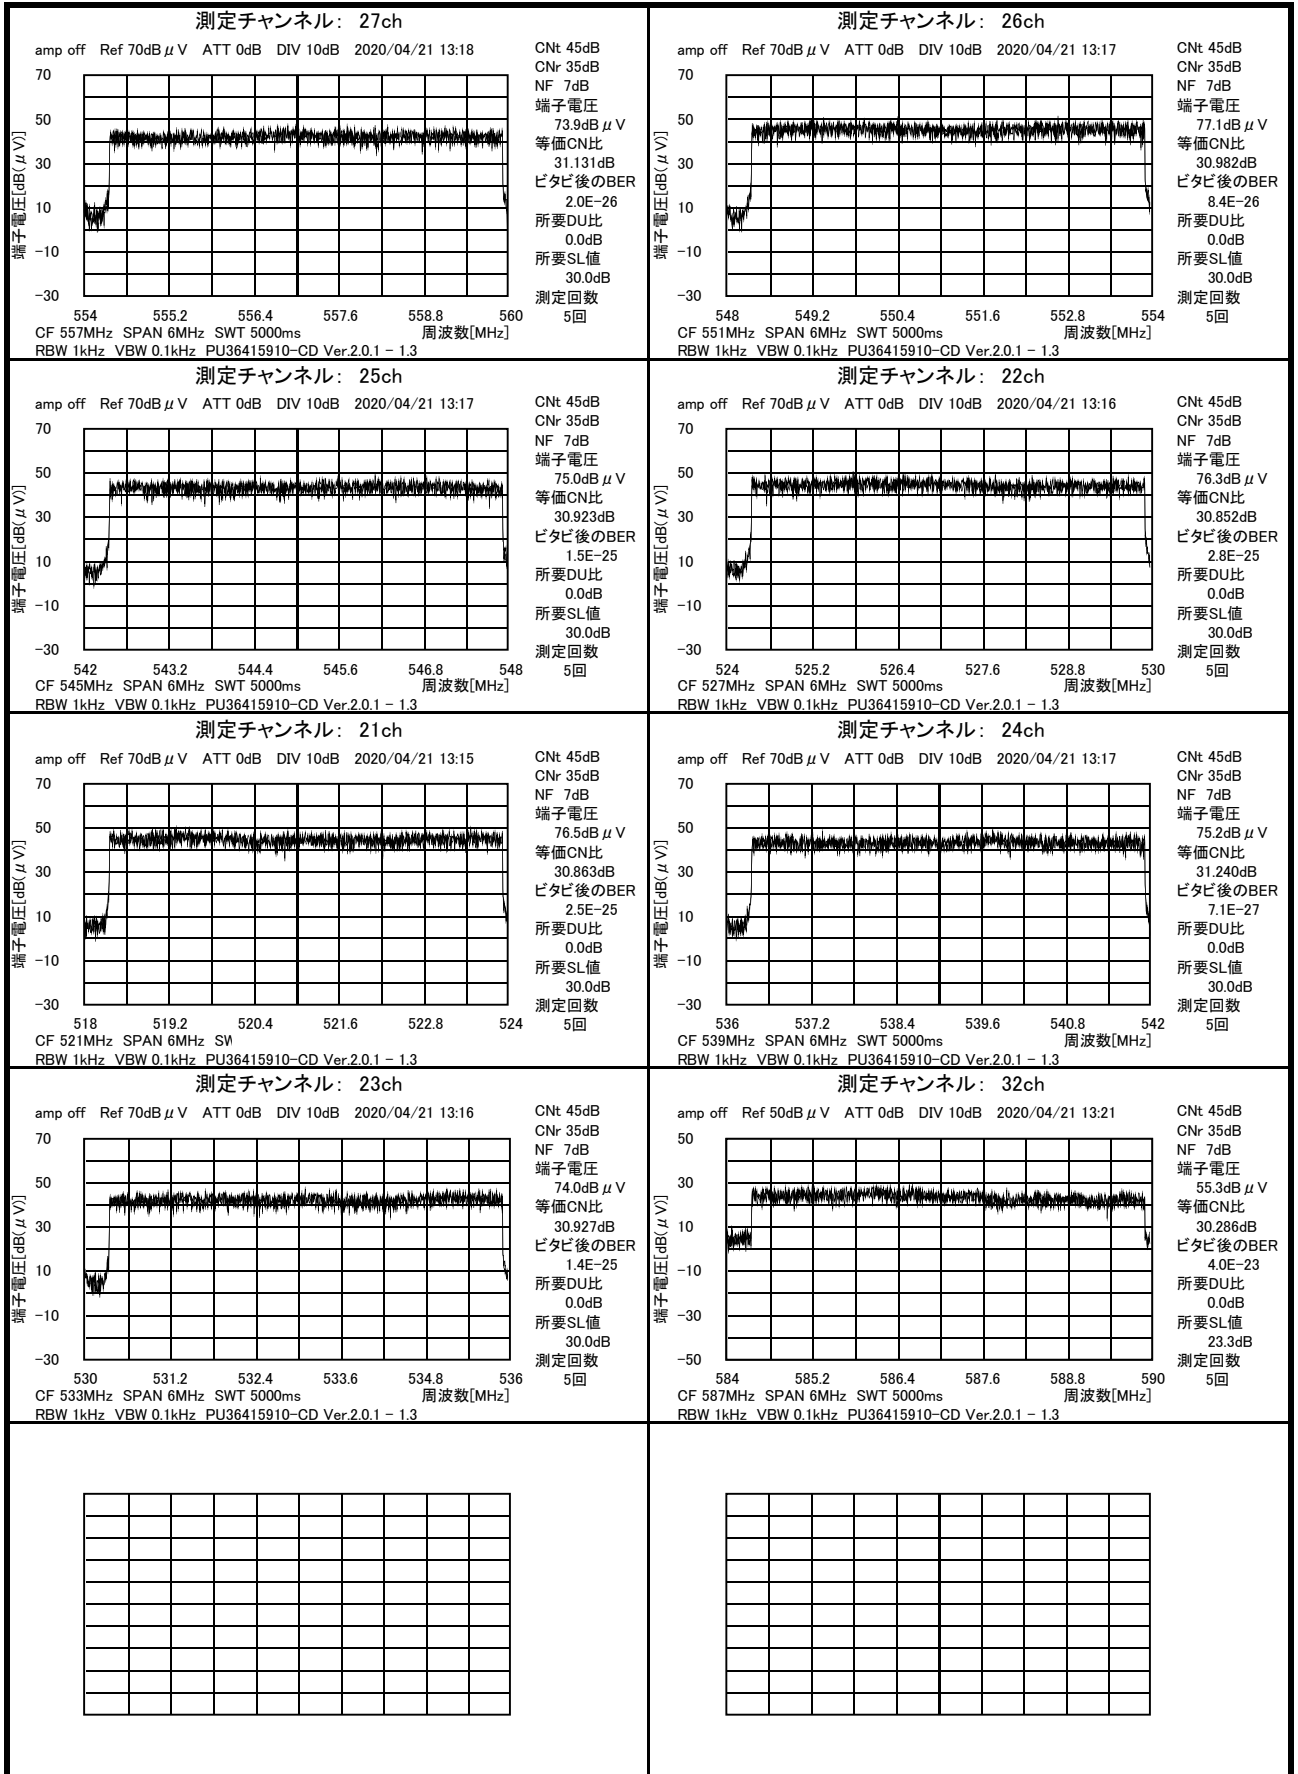 測定チャンネル： 27ch
amp off Ref 70dBμV ATT 0dB DIV 10dB 2020/04/21 13:18
CNt 45dB
CNr 35dB
NF 7dB
端子電圧
73.9dBμV
等価CN比
31.131dB
ビタビ後のBER
2.0E-26
所要DU比
0.0dB
所要SL値
30.0dB
測定回数
5回
端子電圧[dB(μV)]
70
50
30
10
-10
-30
554 555.2 556.4 557.6 558.8 560
CF 557MHz SPAN 6MHz SWT 5000ms 周波数[MHz]
RBW 1kHz VBW 0.1kHz PU36415910-CD Ver.2.0.1 - 1.3
測定チャンネル： 26ch
amp off Ref 70dBμV ATT 0dB DIV 10dB 2020/04/21 13:17
CNt 45dB
CNr 35dB
NF 7dB
端子電圧
77.1dBμV
等価CN比
30.982dB
ビタビ後のBER
8.4E-26
所要DU比
0.0dB
所要SL値
30.0dB
測定回数
5回
端子電圧[dB(μV)]
70
50
30
10
-10
-30
548 549.2 550.4 551.6 552.8 554
CF 551MHz SPAN 6MHz SWT 5000ms 周波数[MHz]
RBW 1kHz VBW 0.1kHz PU36415910-CD Ver.2.0.1 - 1.3
測定チャンネル： 25ch
amp off Ref 70dBμV ATT 0dB DIV 10dB 2020/04/21 13:17
CNt 45dB
CNr 35dB
NF 7dB
端子電圧
75.0dBμV
等価CN比
30.923dB
ビタビ後のBER
1.5E-25
所要DU比
0.0dB
所要SL値
30.0dB
測定回数
5回
端子電圧[dB(μV)]
70
50
30
10
-10
-30
542 543.2 544.4 545.6 546.8 548
CF 545MHz SPAN 6MHz SWT 5000ms 周波数[MHz]
RBW 1kHz VBW 0.1kHz PU36415910-CD Ver.2.0.1 - 1.3
測定チャンネル： 22ch
amp off Ref 70dBμV ATT 0dB DIV 10dB 2020/04/21 13:16
CNt 45dB
CNr 35dB
NF 7dB
端子電圧
76.3dBμV
等価CN比
30.852dB
ビタビ後のBER
2.8E-25
所要DU比
0.0dB
所要SL値
30.0dB
測定回数
5回
端子電圧[dB(μV)]
70
50
30
10
-10
-30
524 525.2 526.4 527.6 528.8 530
CF 527MHz SPAN 6MHz SWT 5000ms 周波数[MHz]
RBW 1kHz VBW 0.1kHz PU36415910-CD Ver.2.0.1 - 1.3
測定チャンネル： 21ch
amp off Ref 70dBμV ATT 0dB DIV 10dB 2020/04/21 13:15
CNt 45dB
CNr 35dB
NF 7dB
端子電圧
76.5dBμV
等価CN比
30.863dB
ビタビ後のBER
2.5E-25
所要DU比
0.0dB
所要SL値
30.0dB
測定回数
5回
端子電圧[dB(μV)]
70
50
30
10
-10
-30
518 519.2 520.4 521.6 522.8 524
CF 521MHz SPAN 6MHz SW
RBW 1kHz VBW 0.1kHz PU36415910-CD Ver.2.0.1 - 1.3
測定チャンネル： 24ch
amp off Ref 70dBμV ATT 0dB DIV 10dB 2020/04/21 13:17
CNt 45dB
CNr 35dB
NF 7dB
端子電圧
75.2dBμV
等価CN比
31.240dB
ビタビ後のBER
7.1E-27
所要DU比
0.0dB
所要SL値
30.0dB
測定回数
5回
端子電圧[dB(μV)]
70
50
30
10
-10
-30
536 537.2 538.4 539.6 540.8 542
CF 539MHz SPAN 6MHz SWT 5000ms 周波数[MHz]
RBW 1kHz VBW 0.1kHz PU36415910-CD Ver.2.0.1 - 1.3
測定チャンネル： 23ch
amp off Ref 70dBμV ATT 0dB DIV 10dB 2020/04/21 13:16
CNt 45dB
CNr 35dB
NF 7dB
端子電圧
74.0dBμV
等価CN比
30.927dB
ビタビ後のBER
1.4E-25
所要DU比
0.0dB
所要SL値
30.0dB
測定回数
5回
端子電圧[dB(μV)]
70
50
30
10
-10
-30
530 531.2 532.4 533.6 534.8 536
CF 533MHz SPAN 6MHz SWT 5000ms 周波数[MHz]
RBW 1kHz VBW 0.1kHz PU36415910-CD Ver.2.0.1 - 1.3
測定チャンネル： 32ch
amp off Ref 50dBμV ATT 0dB DIV 10dB 2020/04/21 13:21
CNt 45dB
CNr 35dB
NF 7dB
端子電圧
55.3dBμV
等価CN比
30.286dB
ビタビ後のBER
4.0E-23
所要DU比
0.0dB
所要SL値
23.3dB
測定回数
5回
端子電圧[dB(μV)]
50
30
10
-10
-30
-50
584 585.2 586.4 587.6 588.8 590
CF 587MHz SPAN 6MHz SWT 5000ms 周波数[MHz]
RBW 1kHz VBW 0.1kHz PU36415910-CD Ver.2.0.1 - 1.3